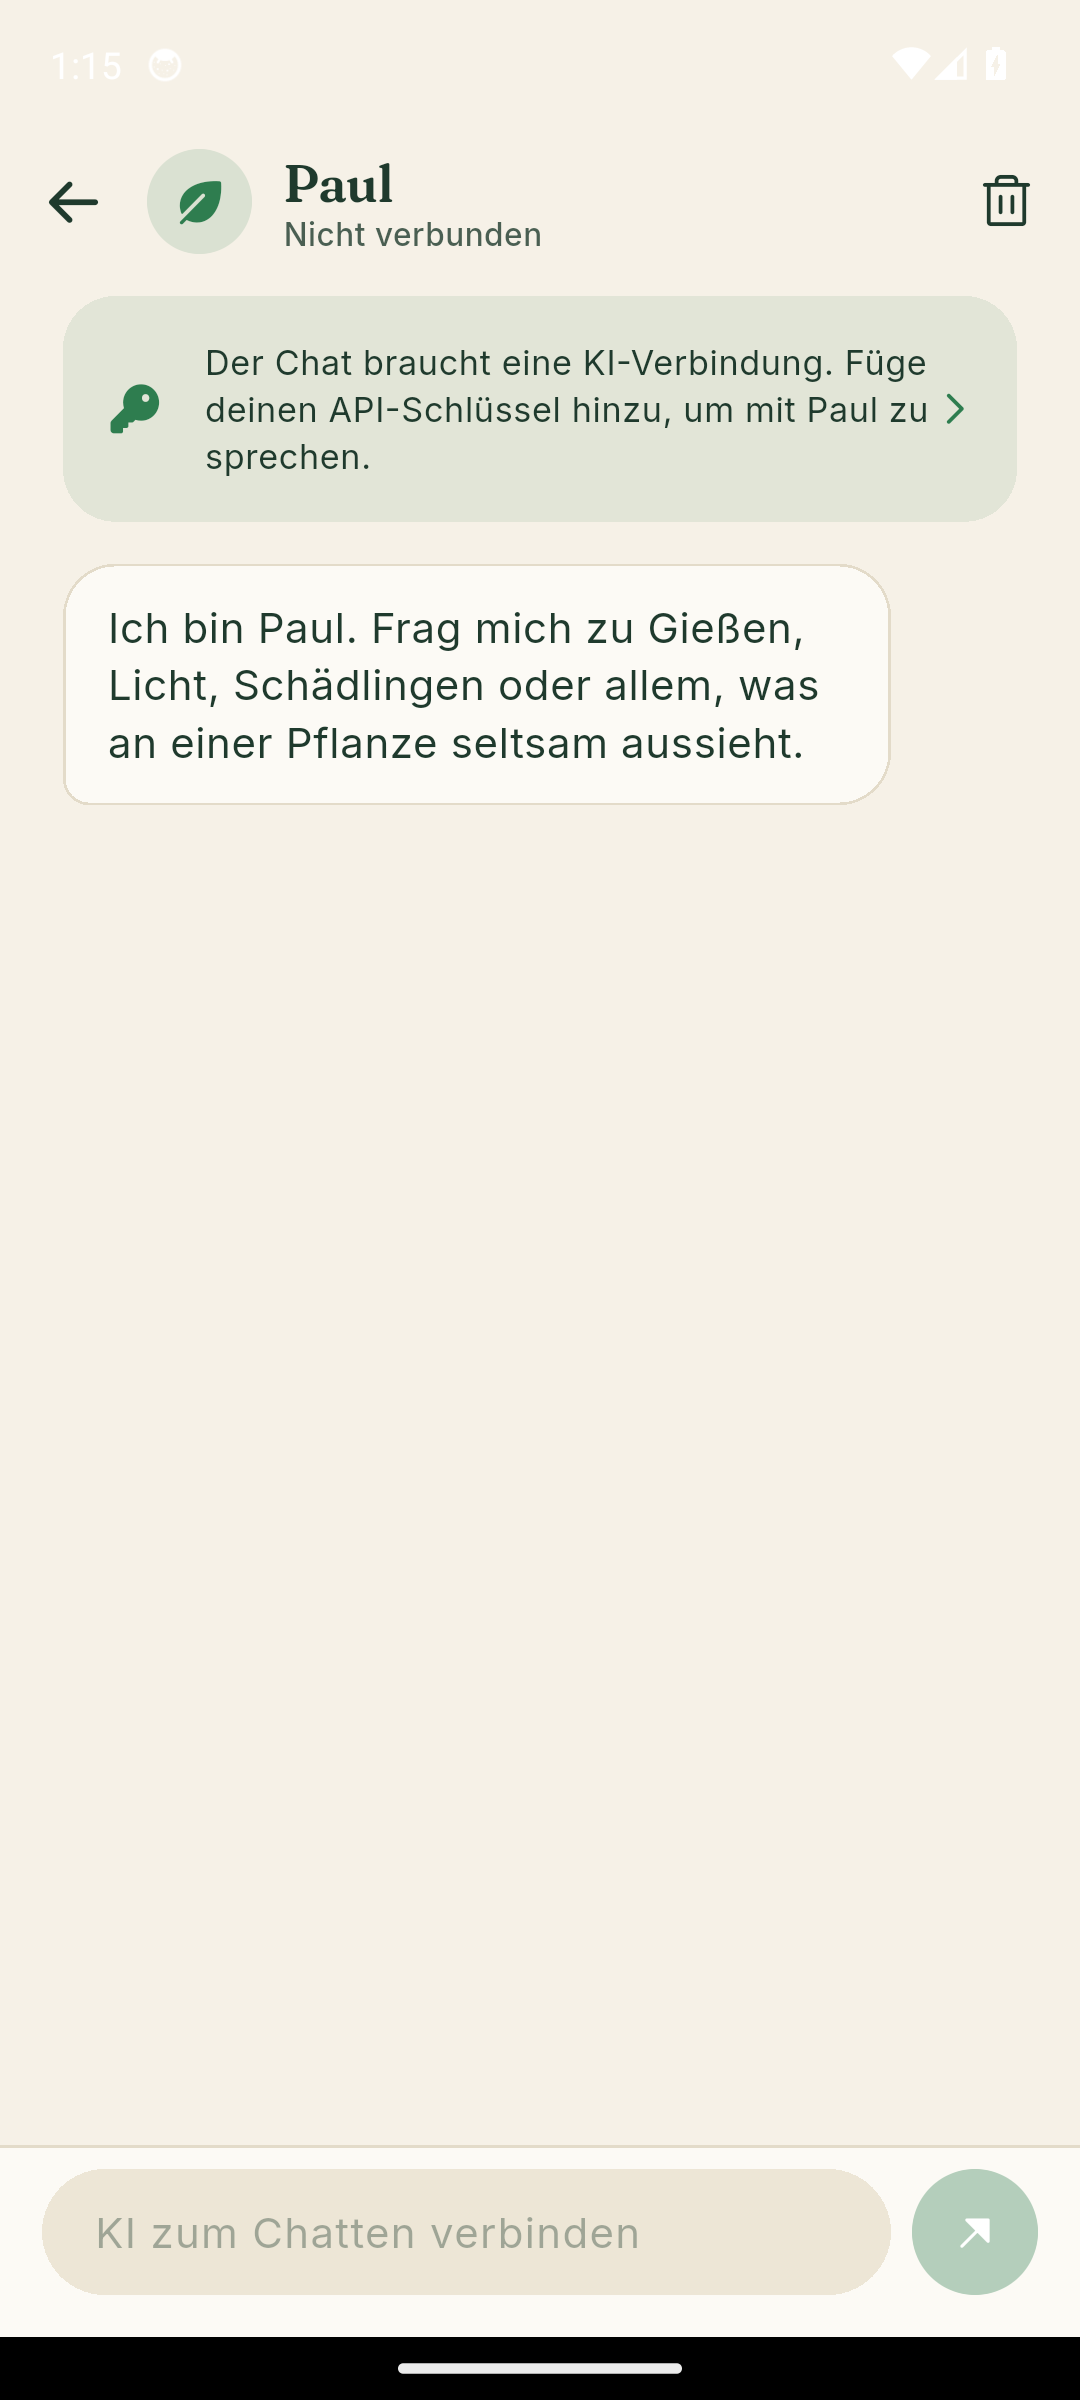 1:15
Paul
Nicht verbunden
Der Chat braucht eine KI-Verbindung. Füge
deinen API-Schlüssel hinzu, um mit Paul zu
sprechen.
Ich bin Paul. Frag mich zu Gießen,
Licht, Schädlingen oder allem, was
an einer Pflanze seltsam aussieht.
KI zum Chatten verbinden